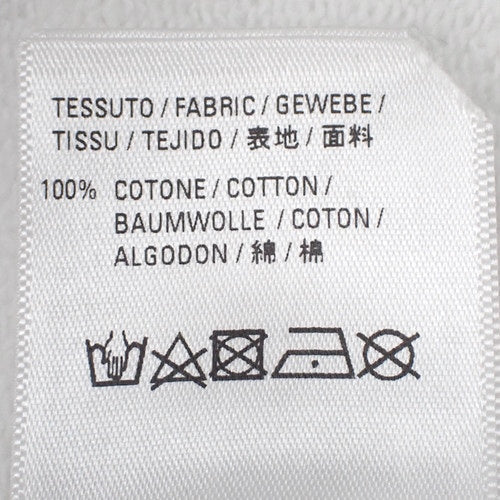 TESSUTO / FABRIC / GEWEBE /
TISSU / TEJIDO / 表地 / 面料
100% COTONE / COTTON /
BAUMWOLLE / COTON /
ALGODON / 綿 / 棉